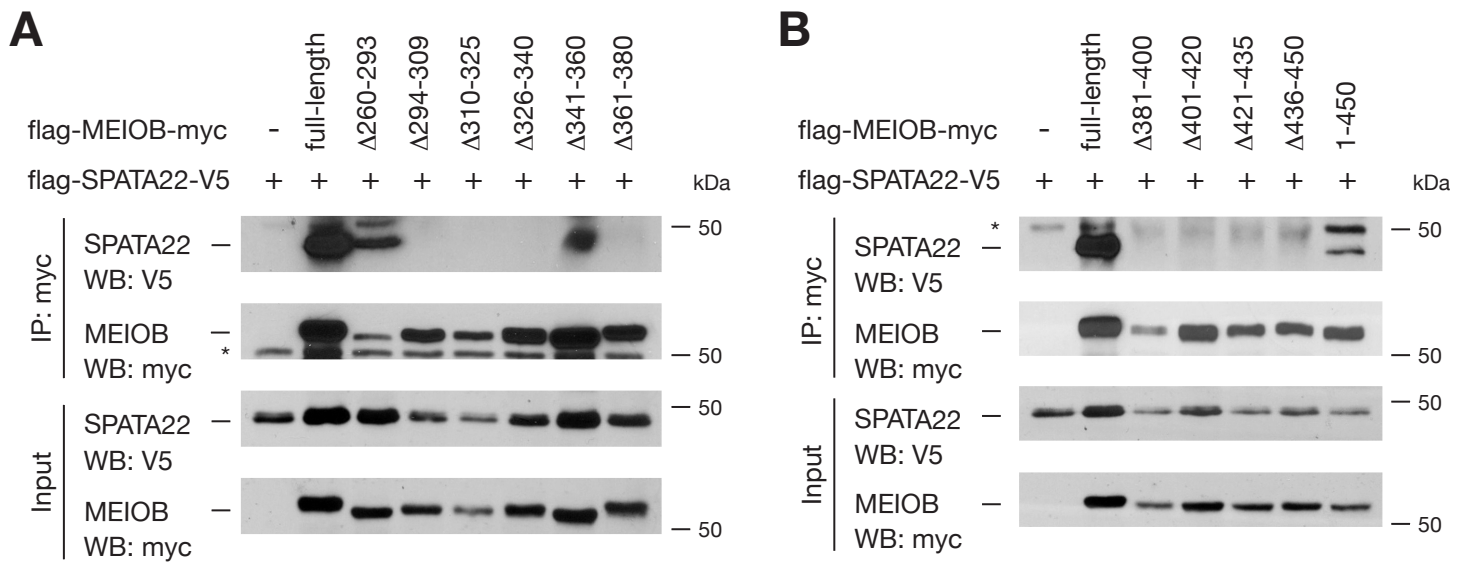 A
flag-MEIOB-myc - full-length Δ260-293 Δ294-309 Δ310-325 Δ326-340 Δ341-360 Δ361-380
flag-SPATA22-V5 + + + + + + + + kDa
IP: myc
SPATA22 — — 50
WB: V5
MEIOB —
* — 50
WB: myc
Input
SPATA22 — — 50
WB: V5
MEIOB —
— 50
WB: myc
B
flag-MEIOB-myc - full-length Δ381-400 Δ401-420 Δ421-435 Δ436-450 1-450
flag-SPATA22-V5 + + + + + + + kDa
IP: myc
* — 50
SPATA22 —
WB: V5
MEIOB —
WB: myc — 50
Input
SPATA22 — — 50
WB: V5
MEIOB —
— 50
WB: myc